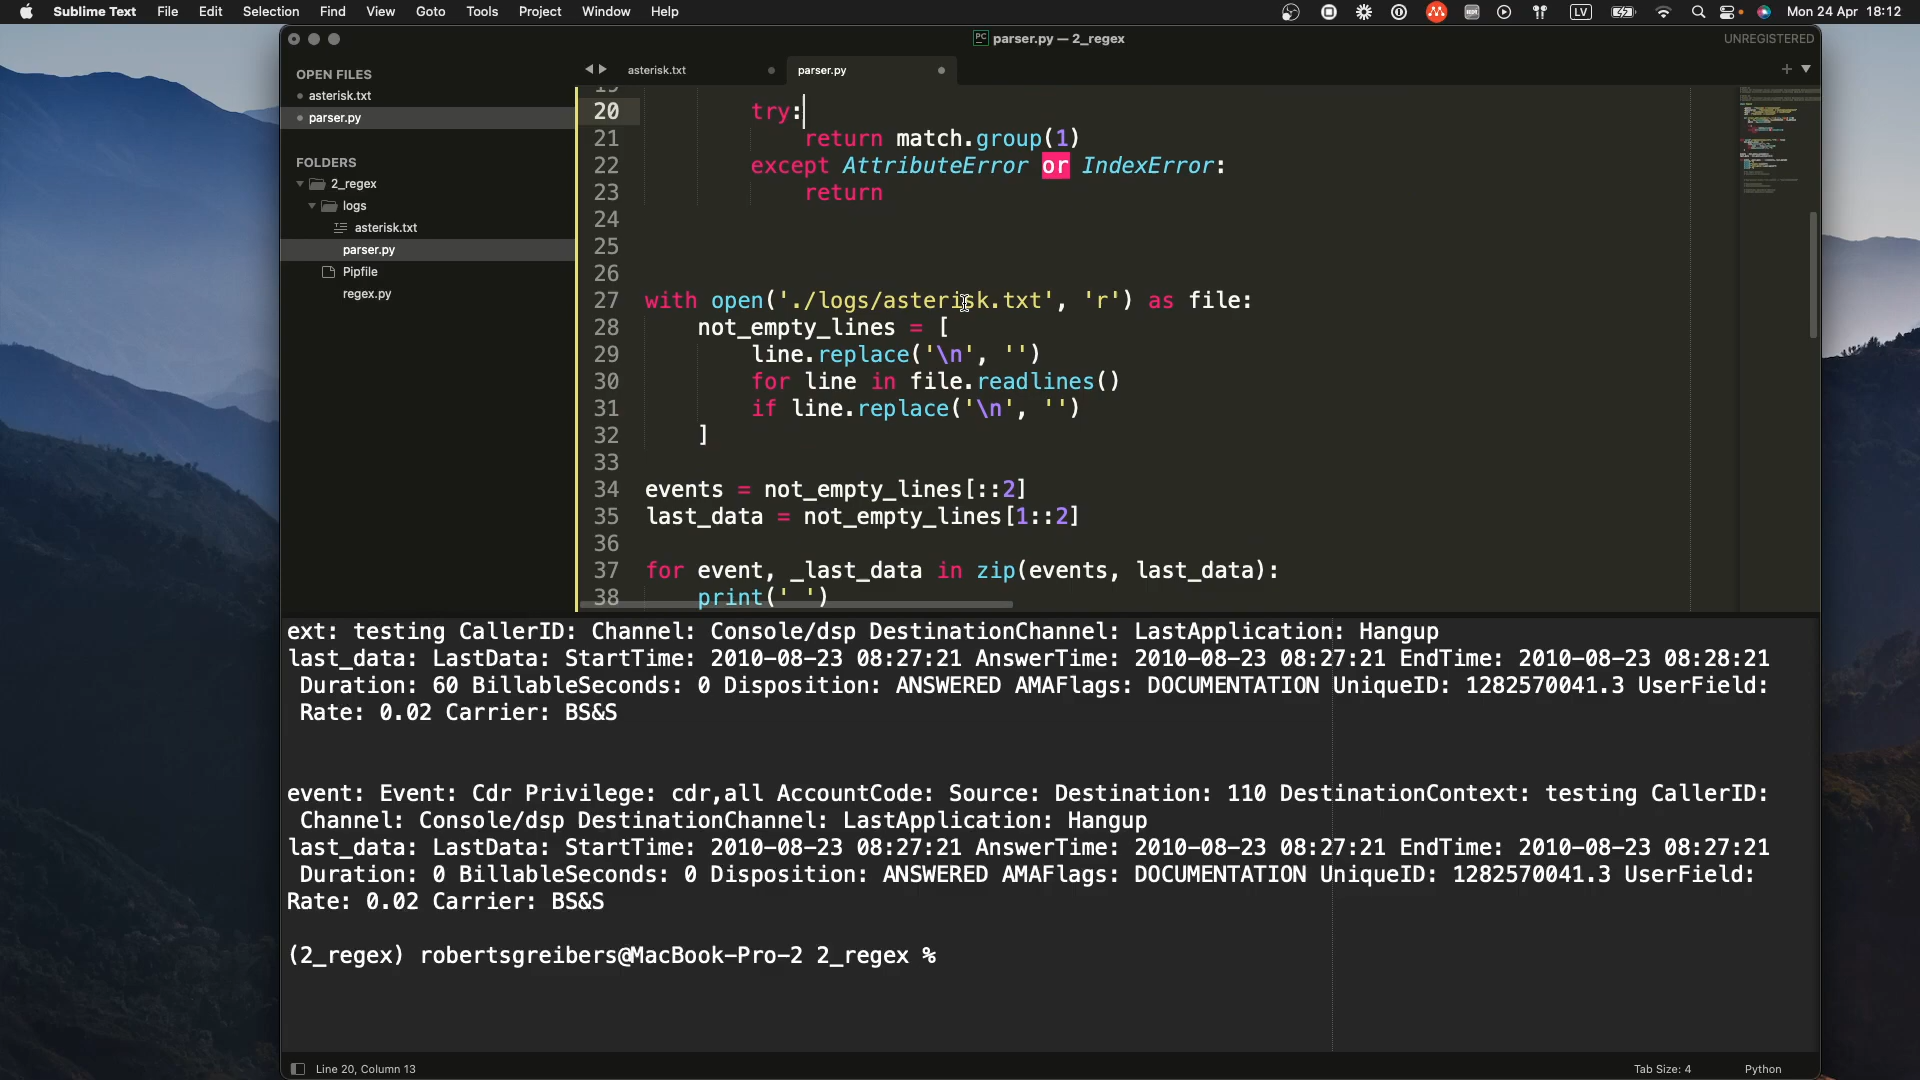 Sublime Text File Edit Selection Find View Goto Tools Project Window Help LV Mon 24 Apr 18:12
parser.py — 2_regex UNREGISTERED
OPEN FILES
asterisk.txt
parser.py
FOLDERS
2_regex
logs
asterisk.txt
parser.py
Pipfile
regex.py
asterisk.txt parser.py
19
20 try:
21 return match.group(1)
22 except AttributeError or IndexError:
23 return
24
25
26
27 with open('./logs/asterisk.txt', 'r') as file:
28 not_empty_lines = [
29 line.replace('\n', '')
30 for line in file.readlines()
31 if line.replace('\n', '')
32 ]
33
34 events = not_empty_lines[::2]
35 last_data = not_empty_lines[1::2]
36
37 for event, _last_data in zip(events, last_data):
38 print(' ')
ext: testing CallerID: Channel: Console/dsp DestinationChannel: LastApplication: Hangup
last_data: LastData: StartTime: 2010-08-23 08:27:21 AnswerTime: 2010-08-23 08:27:21 EndTime: 2010-08-23 08:28:21
Duration: 60 BillableSeconds: 0 Disposition: ANSWERED AMAFlags: DOCUMENTATION UniqueID: 1282570041.3 UserField:
Rate: 0.02 Carrier: BS&S
event: Event: Cdr Privilege: cdr,all AccountCode: Source: Destination: 110 DestinationContext: testing CallerID:
Channel: Console/dsp DestinationChannel: LastApplication: Hangup
last_data: LastData: StartTime: 2010-08-23 08:27:21 AnswerTime: 2010-08-23 08:27:21 EndTime: 2010-08-23 08:27:21
Duration: 0 BillableSeconds: 0 Disposition: ANSWERED AMAFlags: DOCUMENTATION UniqueID: 1282570041.3 UserField:
Rate: 0.02 Carrier: BS&S
(2_regex) robertsgreibers@MacBook-Pro-2 2_regex %
Line 20, Column 13 Tab Size: 4 Python